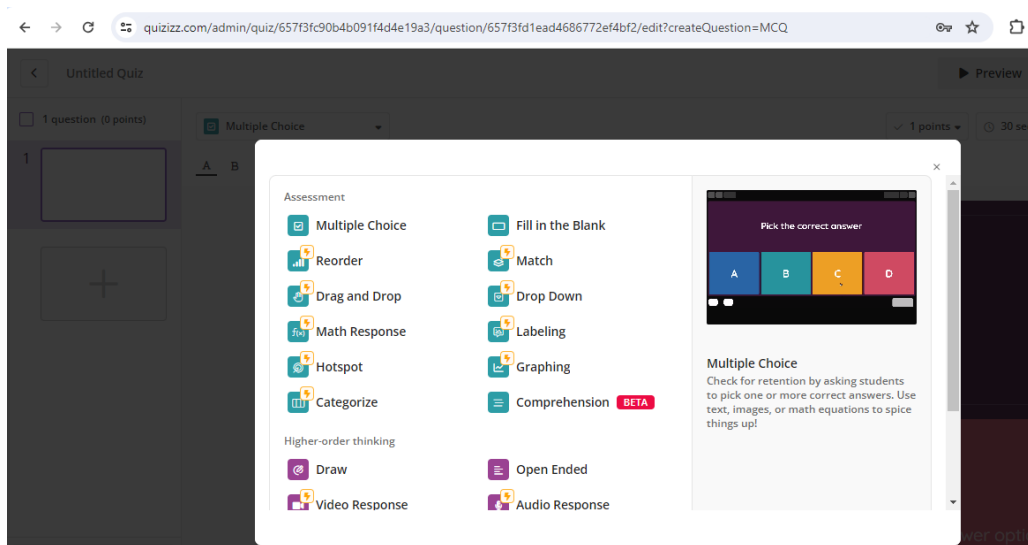 quizizz.com/admin/quiz/657f3fc90b4b091f4d4e19a3/question/657f3fd1ead4686772ef4bf2/edit?createQuestion=MCQ
Untitled Quiz
Preview
1 question (0 points)
Multiple Choice
1 points
30 se
1
A B
×
Assessment
Multiple Choice
Fill in the Blank
Reorder
Match
Drag and Drop
Drop Down
Math Response
Labeling
Hotspot
Graphing
Categorize
Comprehension BETA
Higher-order thinking
Draw
Open Ended
Video Response
Audio Response
Pick the correct answer
A B C D
Multiple Choice
Check for retention by asking students
to pick one or more correct answers. Use
text, images, or math equations to spice
things up!
wer opti